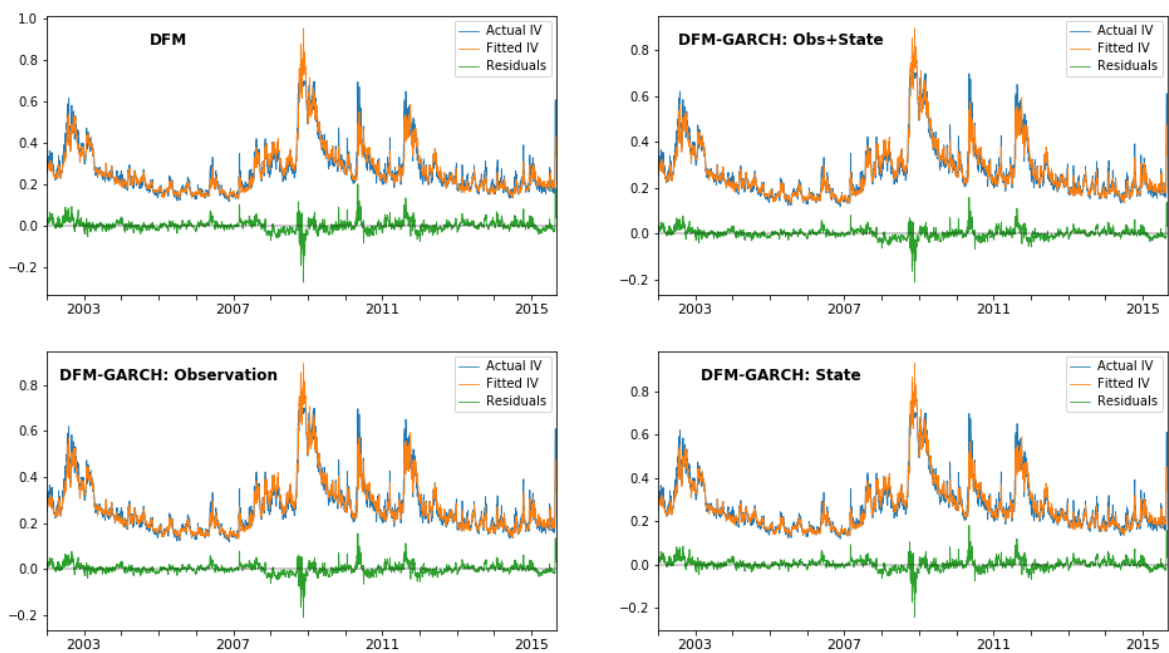 DFM
Actual IV
Fitted IV
Residuals
1.0
0.8
0.6
0.4
0.2
0.0
−0.2
2003
2007
2011
2015
DFM-GARCH: Obs+State
Actual IV
Fitted IV
Residuals
0.8
0.6
0.4
0.2
0.0
−0.2
2003
2007
2011
2015
DFM-GARCH: Observation
Actual IV
Fitted IV
Residuals
0.8
0.6
0.4
0.2
0.0
−0.2
2003
2007
2011
2015
DFM-GARCH: State
Actual IV
Fitted IV
Residuals
0.8
0.6
0.4
0.2
0.0
−0.2
2003
2007
2011
2015